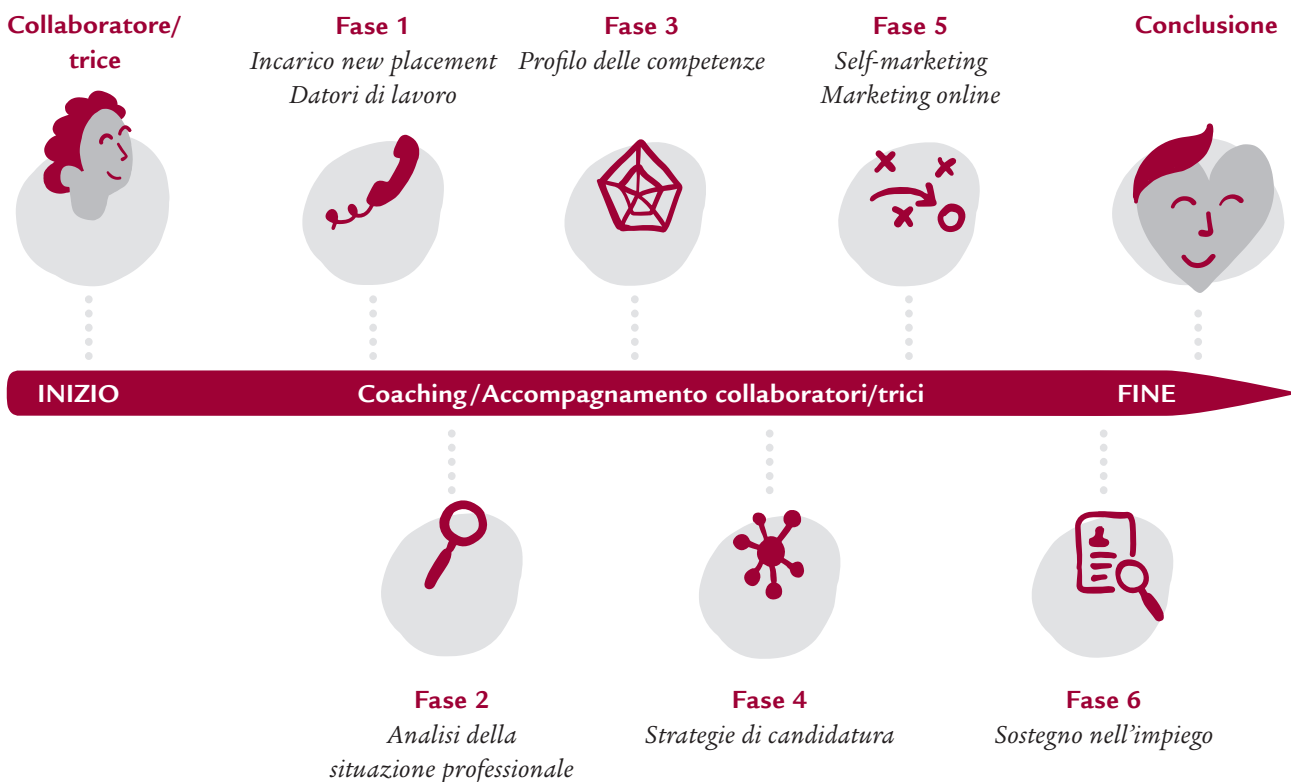 Collaboratore/
trice
Fase 1
Incarico new placement
Datori di lavoro
Fase 3
Profilo delle competenze
Fase 5
Self-marketing
Marketing online
Conclusione
INIZIO
Coaching/Accompagnamento collaboratori/trici
FINE
Fase 2
Analisi della
situazione professionale
Fase 4
Strategie di candidatura
Fase 6
Sostegno nell'impiego